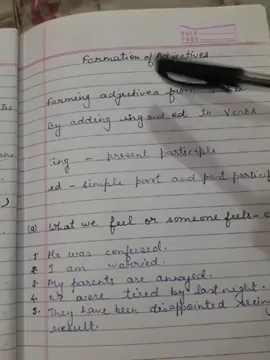 Formation of Adjectives
Forming adjectives from
By adding ing and ed to verbs
ing – present participle
ed – simple past and past
(a) What we feel or someone feels –
1. He was confused.
2. I am worried.
3. My parents are annoyed.
4. were tired by last night.
5. They have been disappointed seeing
result.